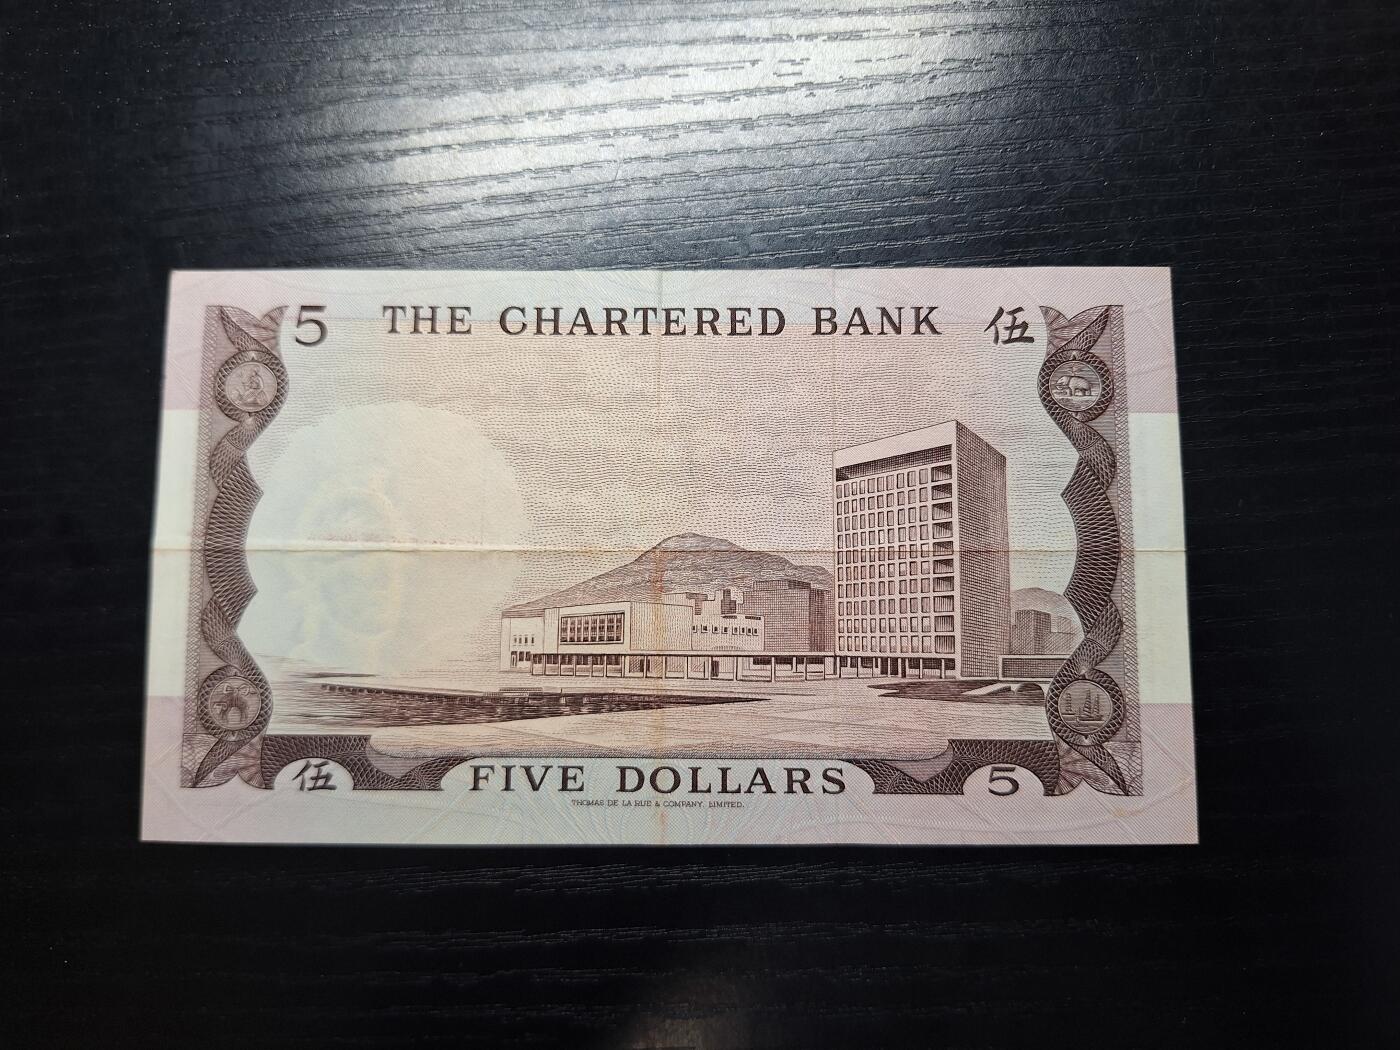 5 THE CHARTERED BANK 伍
伍 FIVE DOLLARS 5
THOMAS DE LA RUE & COMPANY, LIMITED.